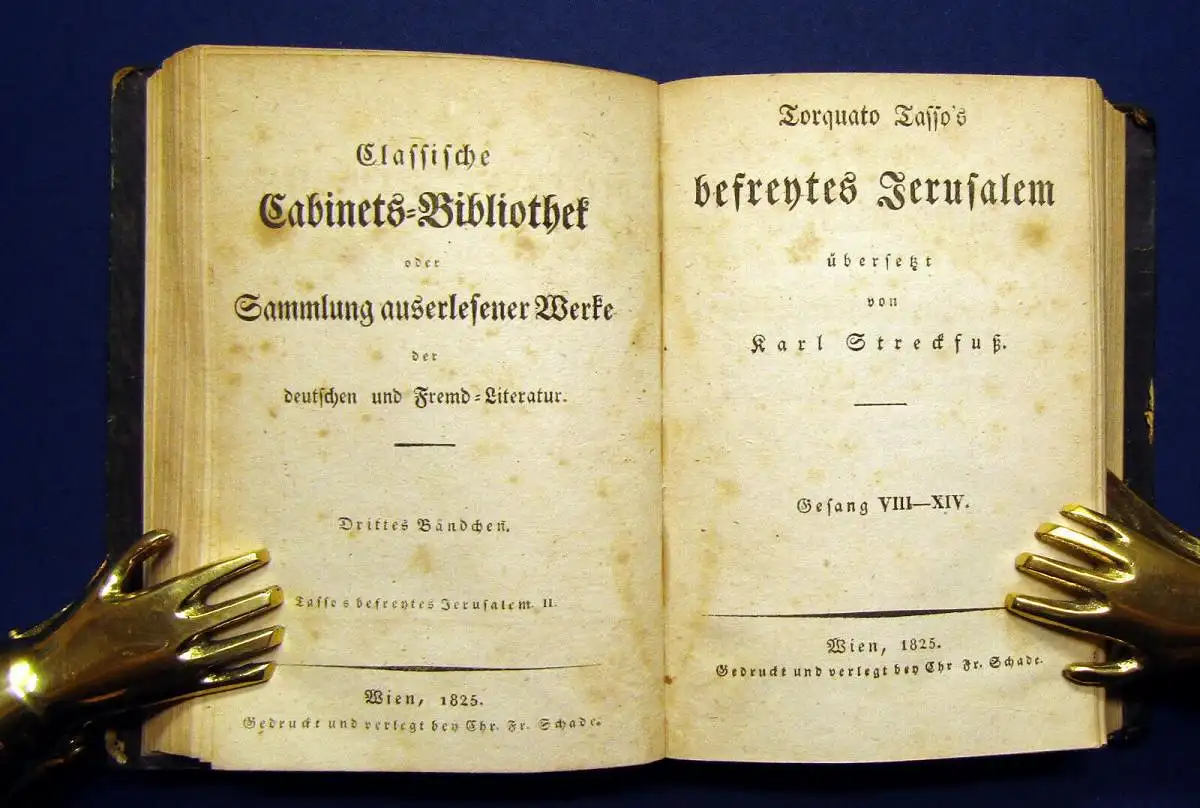 Classische
Cabinets-Bibliothek
oder
Sammlung auserlesener Werke
der
deutschen und Fremd-Literatur.
Drittes Bändchen.
Tasso's befreytes Jerusalem. II.
Wien, 1825.
Gedruckt und verlegt bey Chr. Fr. Schade.
Torquato Tasso's
befreytes Jerusalem
übersetzt
von
Karl Streckfuß.
Gesang VIII—XIV.
Wien, 1825.
Gedruckt und verlegt bey Chr. Fr. Schade.